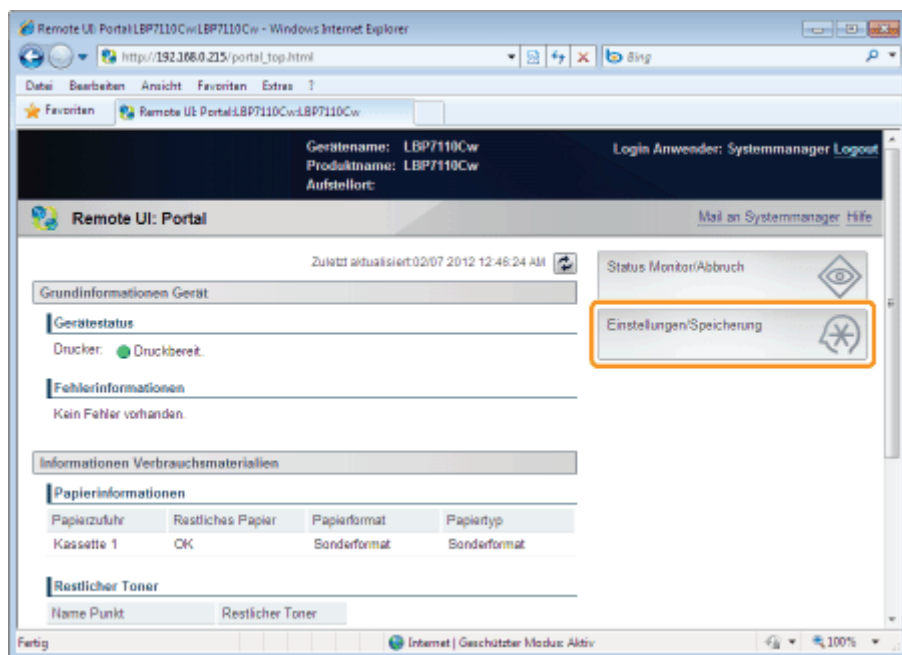 Remote UI: Portal:LBP7110Cw:LBP7110Cw - Windows Internet Explorer
http://192.168.0.215/portal_top.html
Bing
Datei Bearbeiten Ansicht Favoriten Extras ?
Favoriten Remote UI: Portal:LBP7110Cw:LBP7110Cw
Gerätename: LBP7110Cw
Login Anwender: Systemmanager Logout
Produktname: LBP7110Cw
Aufstellort:
Remote UI: Portal
Mail an Systemmanager Hilfe
Zuletzt aktualisiert:02/07 2012 12:46:24 AM
Status Monitor/Abbruch
Grundinformationen Gerät
Einstellungen/Speicherung
Gerätestatus
Drucker: Druckbereit.
Fehlerinformationen
Kein Fehler vorhanden.
Informationen Verbrauchsmaterialien
Papierinformationen
Papierzufuhr Restliches Papier Papierformat Papiertyp
Kassette 1 OK Sonderformat Sonderformat
Restlicher Toner
Name Punkt Restlicher Toner
Fertig Internet | Geschützter Modus: Aktiv 100%